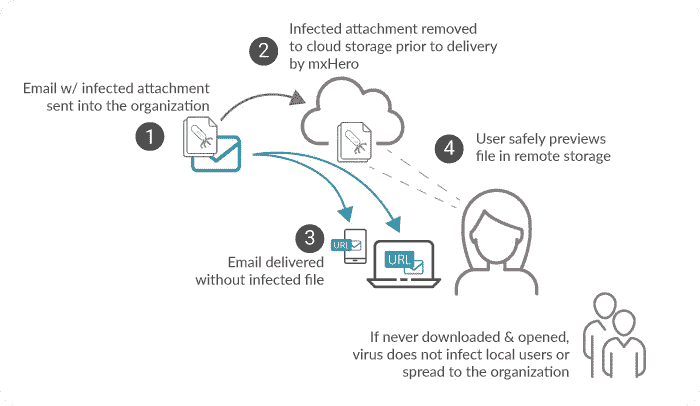 Infected attachment removed
to cloud storage prior to delivery
by mxHero
2
Email w/ infected attachment
sent into the organization
1
4
User safely previews
file in remote storage
3
Email delivered
without infected file
URL
URL
If never downloaded & opened,
virus does not infect local users or
spread to the organization